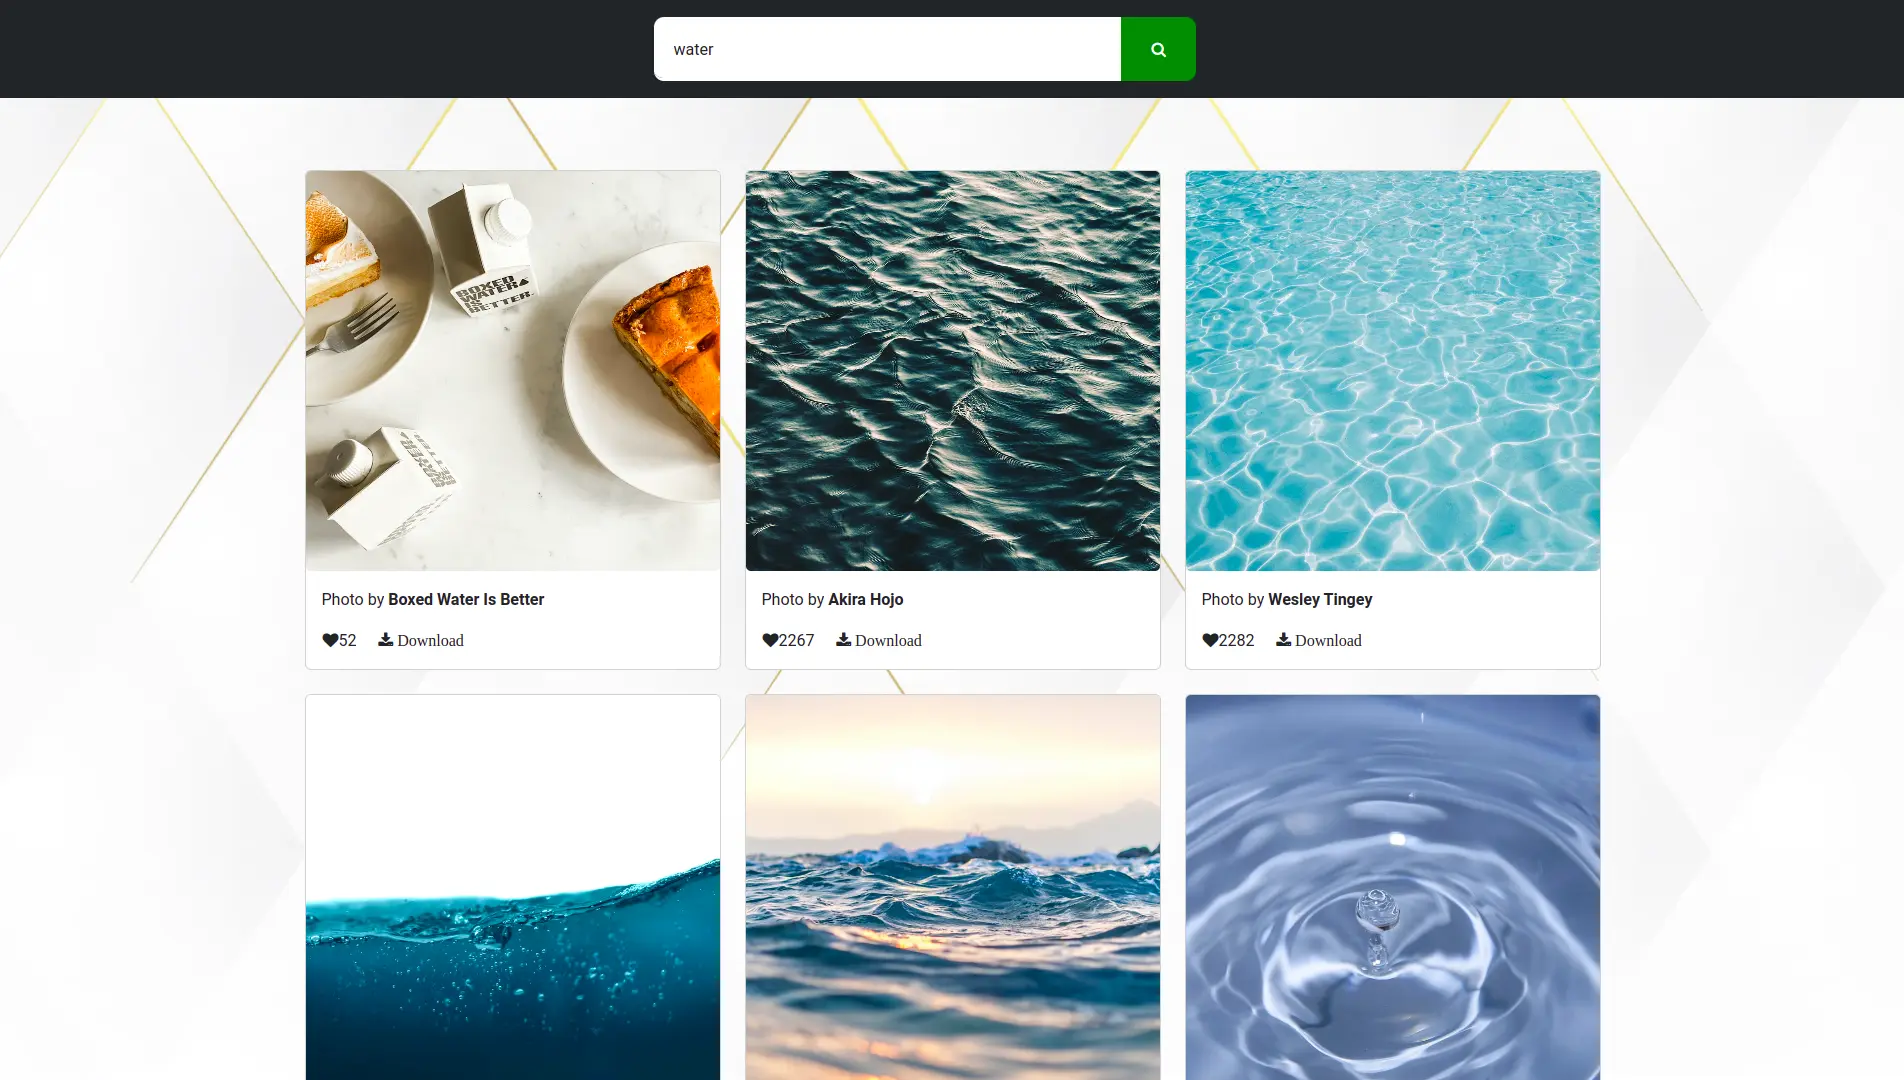 water
BOXED
WATER
IS
BETTER.
Photo by Boxed Water Is Better
52 Download
Photo by Akira Hojo
2267 Download
Photo by Wesley Tingey
2282 Download